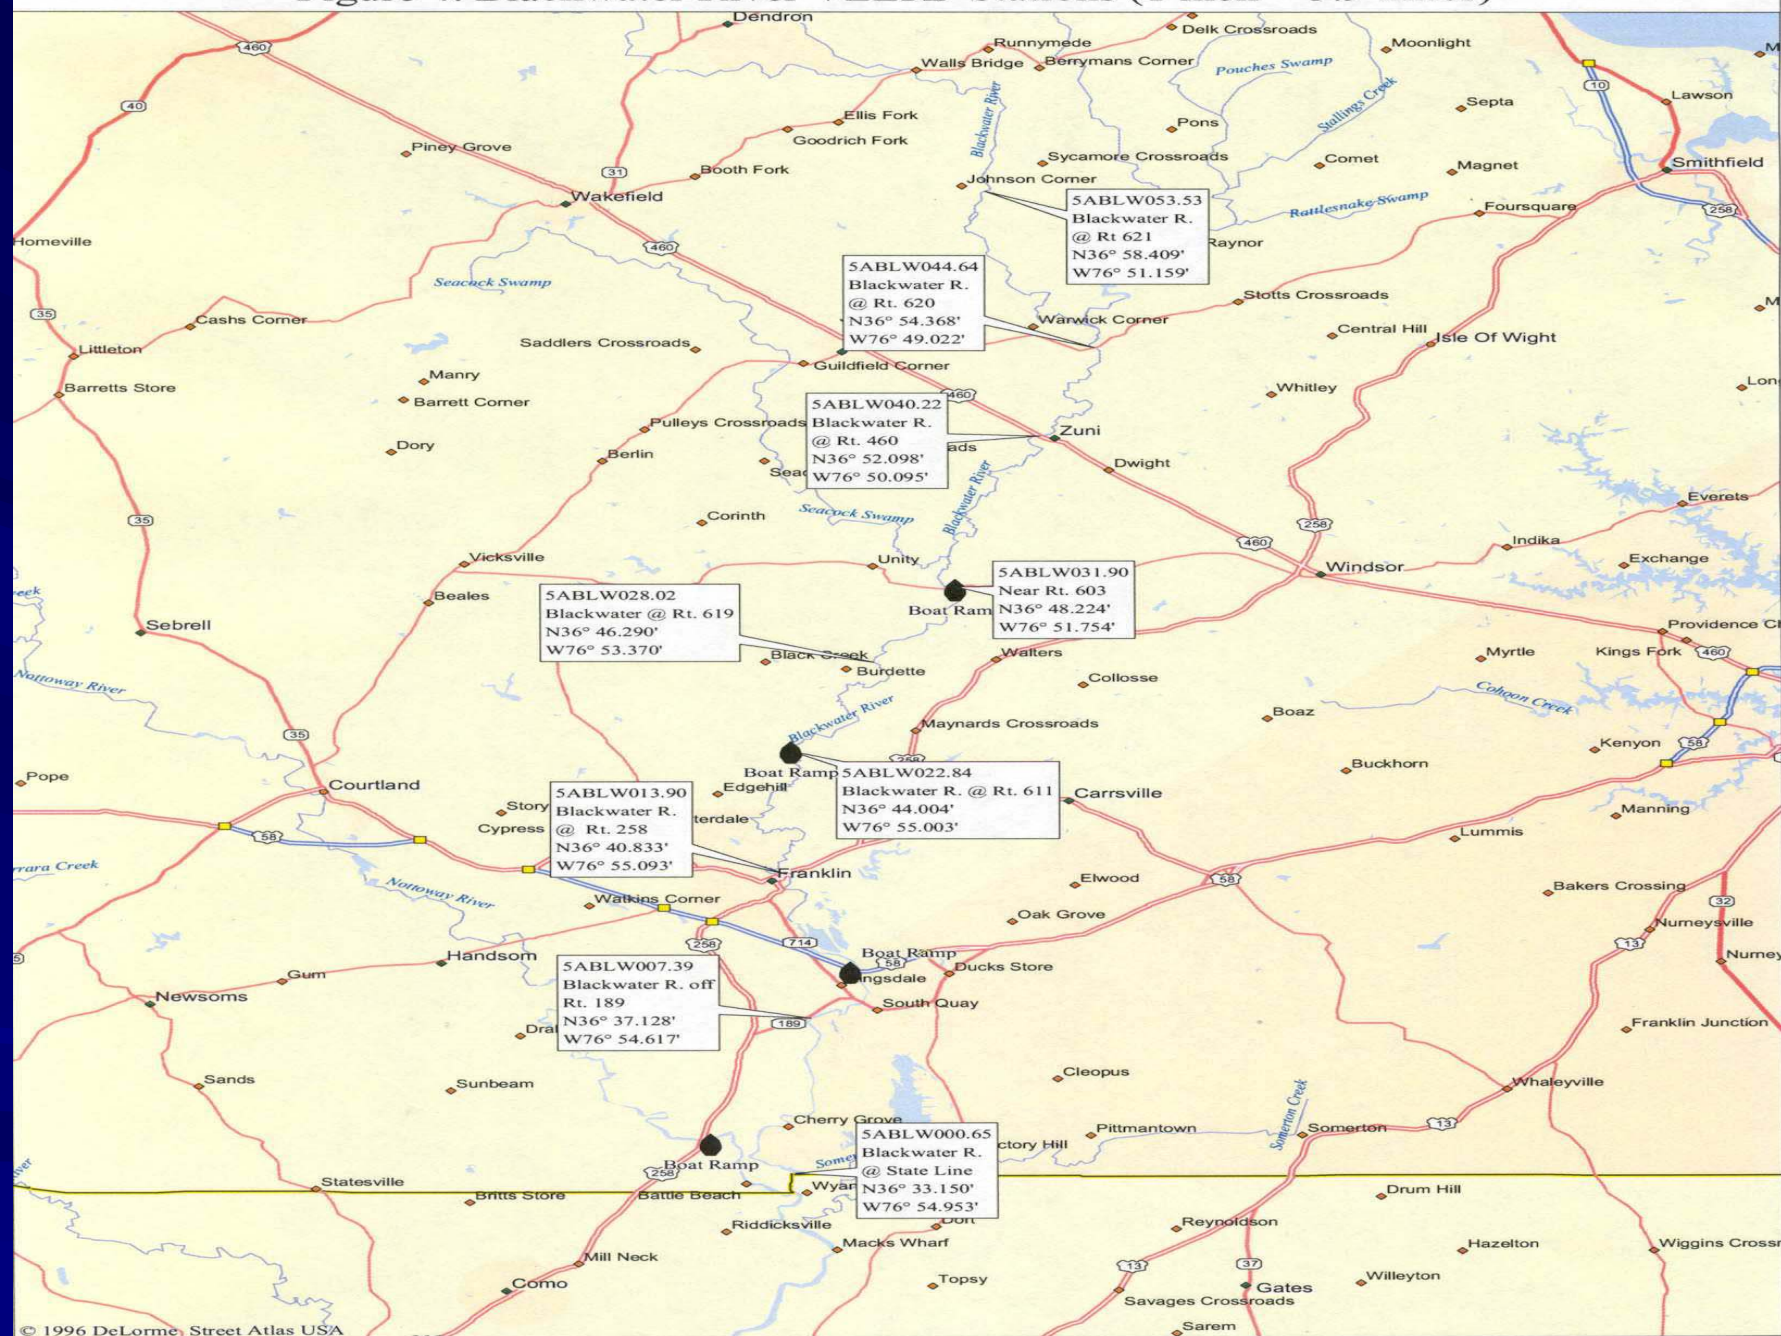 Dendron
Delk Crossroads
Runnymede
Moonlight
460
Walls Bridge
Berrymans Corner
Pouches Swamp
10
Lawson
40
Blackwater River
Stallings Creek
Septa
Ellis Fork
Pons
Goodrich Fork
Piney Grove
Sycamore Crossroads
Comet
Magnet
Smithfield
31
Booth Fork
Johnson Corner
Wakefield
5ABLW053.53
Blackwater R.
@ Rt 621
N36° 58.409'
W76° 51.159'
Rattlesnake Swamp
Foursquare
258
Homeville
460
Raynor
5ABLW044.64
Blackwater R.
@ Rt. 620
N36° 54.368'
W76° 49.022'
Seacock Swamp
Stotts Crossroads
35
Cashs Corner
Warwick Corner
Central Hill
Isle Of Wight
Littleton
Saddlers Crossroads
Guildfield Corner
Manry
Barretts Store
Barrett Corner
Whitley
460
5ABLW040.22
Blackwater R.
@ Rt. 460
N36° 52.098'
W76° 50.095'
Pulleys Crossroads
Zuni
Dory
Berlin
Dwight
Blackwater River
Everets
Corinth
Seacock Swamp
35
258
460
Indika
Vicksville
Unity
Exchange
Windsor
5ABLW031.90
Near Rt. 603
N36° 48.224'
W76° 51.754'
Boat Ram
5ABLW028.02
Blackwater @ Rt. 619
N36° 46.290'
W76° 53.370'
Beales
Sebrell
Providence
Kings Fork
460
Black Creek
Burdette
Walters
Myrtle
Collosse
Nottoway River
Cohoon Creek
Blackwater River
Boaz
Maynards Crossroads
35
58
Kenyon
258
Boat Ramp
5ABLW022.84
Blackwater R. @ Rt. 611
N36° 44.004'
W76° 55.003'
Buckhorn
Pope
Courtland
Edgehill
Carrsville
5ABLW013.90
Blackwater R.
@ Rt. 258
N36° 40.833'
W76° 55.093'
Story
Manning
Cypress
terdale
58
Lummis
Creek
Franklin
Elwood
58
Nottoway River
Bakers Crossing
Watkins Corner
32
Oak Grove
Nurneysville
258
714
13
Boat Ramp
58
Handsom
Ducks Store
ngsdale
5ABLW007.39
Blackwater R. off
Rt. 189
N36° 37.128'
W76° 54.617'
Gum
Newsoms
South Quay
189
Franklin Junction
Cleopus
Sands
Sunbeam
Whaleyville
Somerton Creek
Cherry Grove
13
5ABLW000.65
Blackwater R.
@ State Line
N36° 33.150'
W76° 54.953'
Pittmantown
Somerton
ctory Hill
Boat Ramp
258
Statesville
Britts Store
Battle Beach
Drum Hill
Riddicksville
Reynoldson
Macks Wharf
Hazelton
Wiggins
Mill Neck
13
37
Como
Topsy
Gates
Willeyton
Savages Crossroads
Sarem
© 1996 DeLorme Street Atlas USA